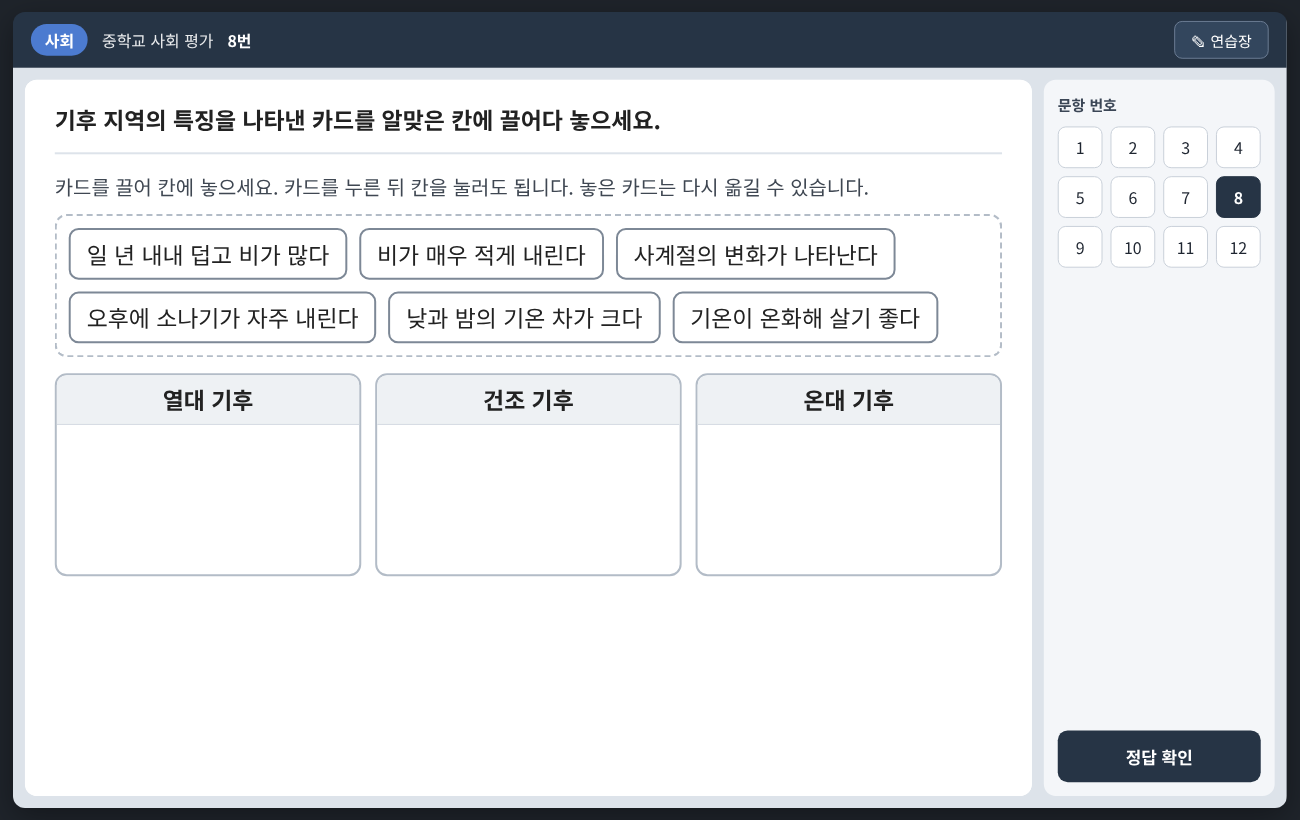 사회 중학교 사회 평가 8번 ✎ 연습장
기후 지역의 특징을 나타낸 카드를 알맞은 칸에 끌어다 놓으세요.
카드를 끌어 칸에 놓으세요. 카드를 누른 뒤 칸을 눌러도 됩니다. 놓은 카드는 다시 옮길 수 있습니다.
일 년 내내 덥고 비가 많다 비가 매우 적게 내린다 사계절의 변화가 나타난다
오후에 소나기가 자주 내린다 낮과 밤의 기온 차가 크다 기온이 온화해 살기 좋다
열대 기후 건조 기후 온대 기후
문항 번호
1 2 3 4
5 6 7 8
9 10 11 12
정답 확인